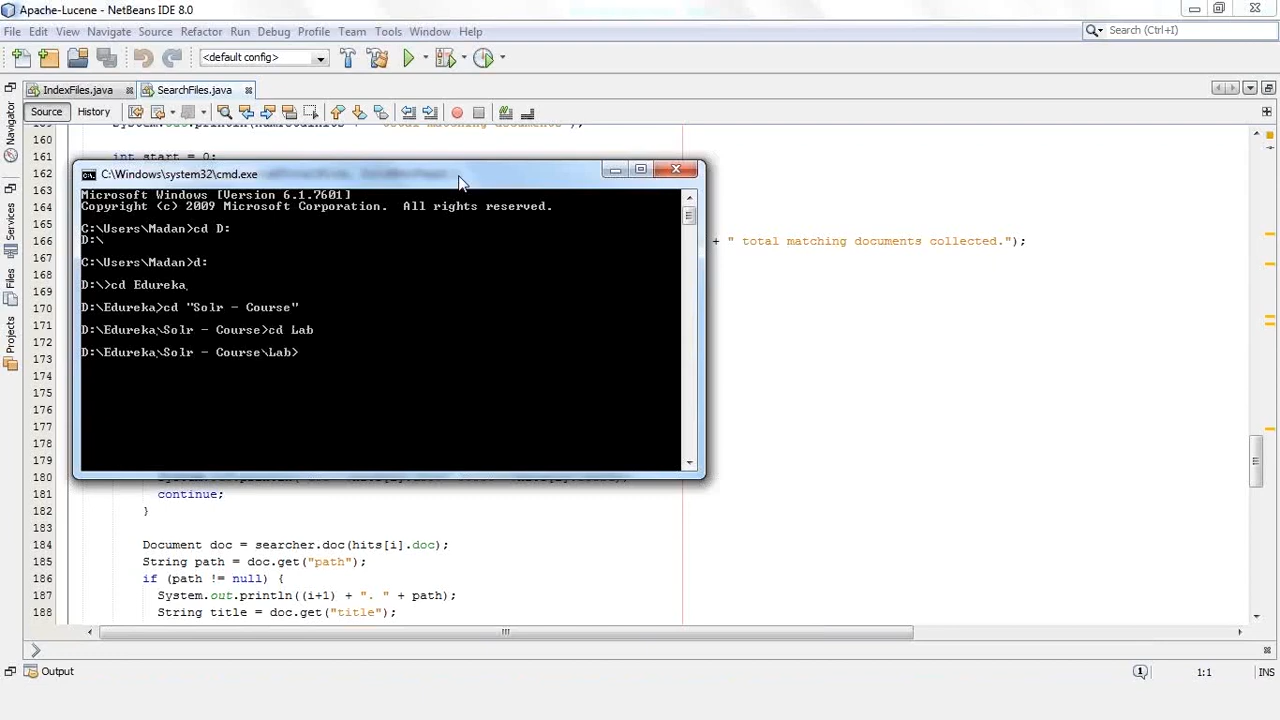 Apache-Lucene - NetBeans IDE 8.0
File Edit View Navigate Source Refactor Run Debug Profile Team Tools Window Help
Search (Ctrl+I)
<default config>
IndexFiles.java
SearchFiles.java
Source History
Navigator
Services
Files
Projects
160
161 int start = 0;
162
163
164
165
166 + " total matching documents collected.");
167
168
169
170
171
172
173
174
175
176
177
178
179
180
181 continue;
182 }
183
184 Document doc = searcher.doc(hits[i].doc);
185 String path = doc.get("path");
186 if (path != null) {
187 System.out.println((i+1) + ". " + path);
188 String title = doc.get("title");
C:\Windows\system32\cmd.exe
Microsoft Windows [Version 6.1.7601]
Copyright (c) 2009 Microsoft Corporation. All rights reserved.
C:\Users\Madan>cd D:
D:\
C:\Users\Madan>d:
D:\>cd Edureka
D:\Edureka>cd "Solr - Course"
D:\Edureka\Solr - Course>cd Lab
D:\Edureka\Solr - Course\Lab>
Output
1
1:1
INS